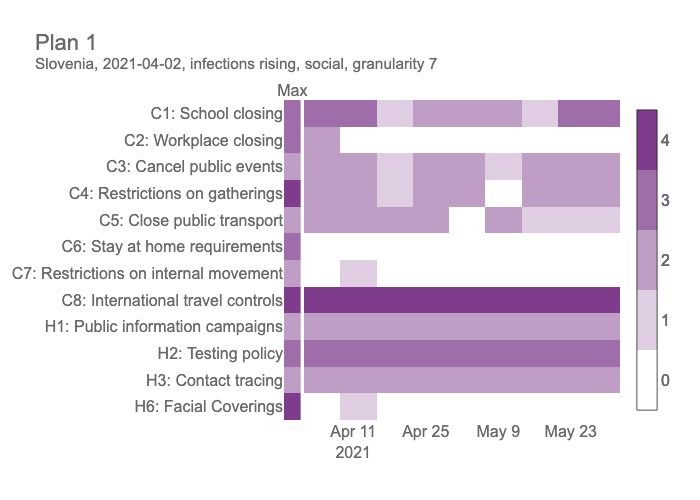 Plan 1
Slovenia, 2021-04-02, infections rising, social, granularity 7
Max
C1: School closing
C2: Workplace closing
C3: Cancel public events
C4: Restrictions on gatherings
C5: Close public transport
C6: Stay at home requirements
C7: Restrictions on internal movement
C8: International travel controls
H1: Public information campaigns
H2: Testing policy
H3: Contact tracing
H6: Facial Coverings
Apr 11 Apr 25 May 9 May 23
2021
4
3
2
1
0